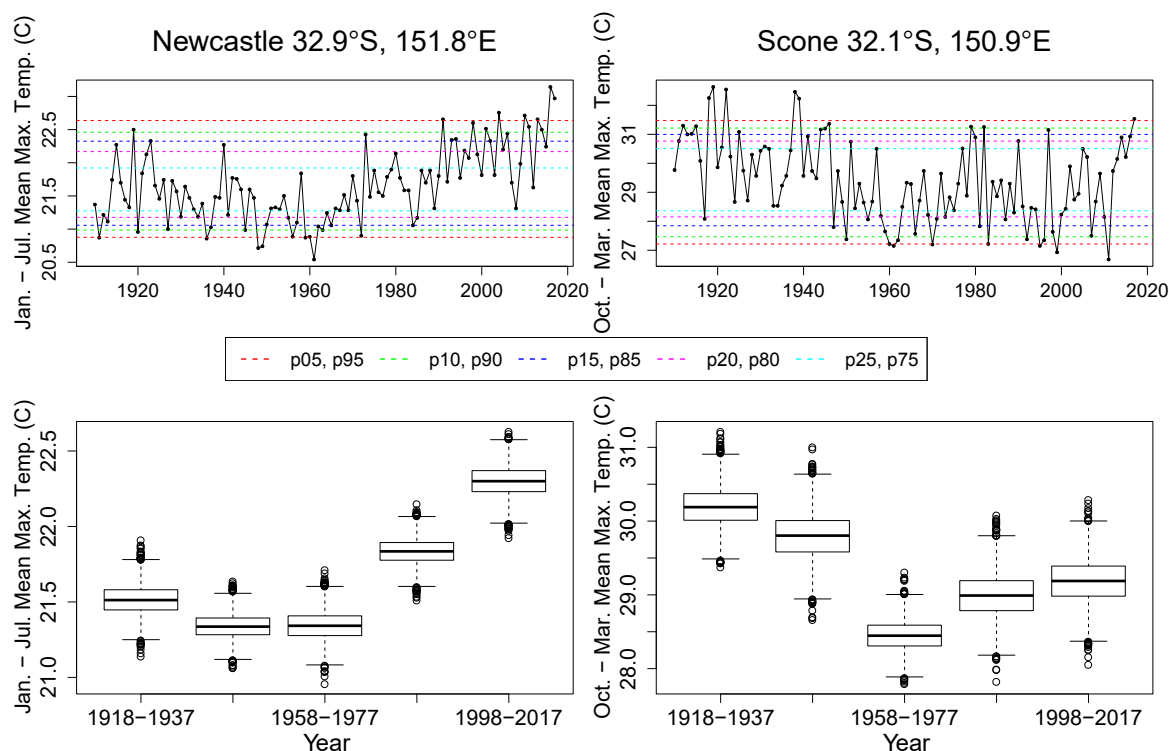 Newcastle 32.9°S, 151.8°E
Jan. − Jul. Mean Max. Temp. (C)
22.5
21.5
20.5
1920 1940 1960 1980 2000 2020
Scone 32.1°S, 150.9°E
Oct. − Mar. Mean Max. Temp. (C)
31
29
27
1920 1940 1960 1980 2000 2020
p05, p95 p10, p90 p15, p85 p20, p80 p25, p75
Jan. − Jul. Mean Max. Temp. (C)
22.5
22.0
21.5
21.0
1918−1937 1958−1977 1998−2017
Year
Oct. − Mar. Mean Max. Temp. (C)
31.0
30.0
29.0
28.0
1918−1937 1958−1977 1998−2017
Year